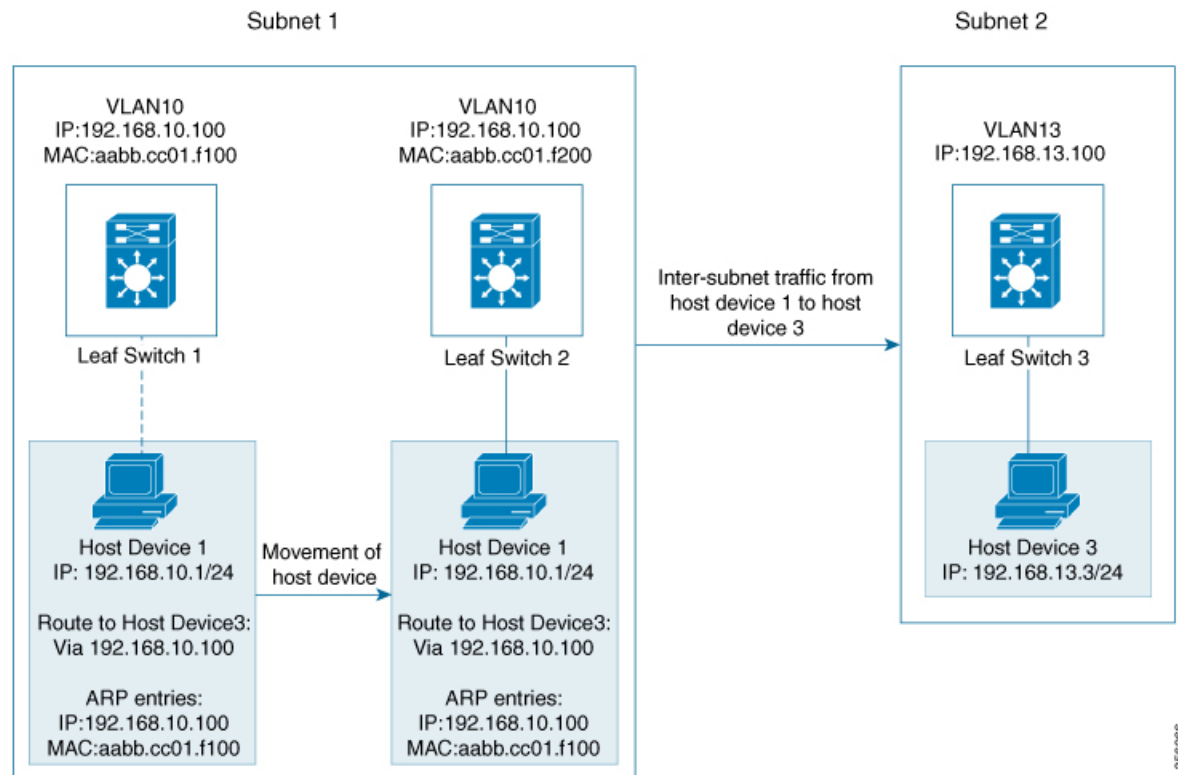 Subnet 1
Subnet 2
VLAN10
IP:192.168.10.100
MAC:aabb.cc01.f100
VLAN10
IP:192.168.10.100
MAC:aabb.cc01.f200
VLAN13
IP:192.168.13.100
Leaf Switch 1
Leaf Switch 2
Inter-subnet traffic from
host device 1 to host
device 3
Leaf Switch 3
Host Device 1
IP: 192.168.10.1/24
Route to Host Device3:
Via 192.168.10.100
ARP entries:
IP:192.168.10.100
MAC:aabb.cc01.f100
Movement of
host device
Host Device 1
IP: 192.168.10.1/24
Route to Host Device3:
Via 192.168.10.100
ARP entries:
IP:192.168.10.100
MAC:aabb.cc01.f100
Host Device 3
IP: 192.168.13.3/24